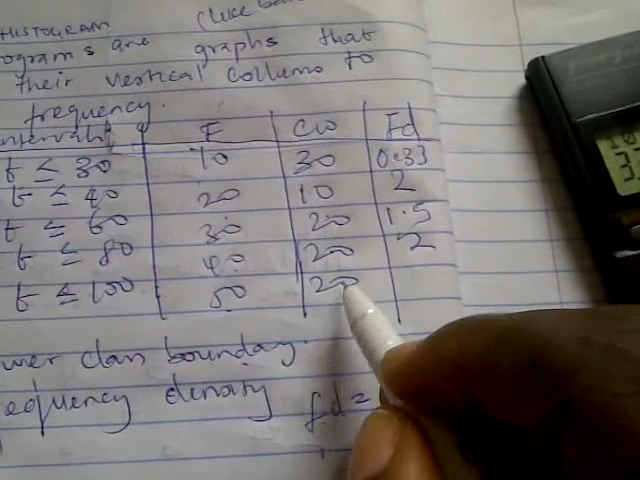 HISTOGRAM
ograms are graphs that
their vertical collums to
frequency.
intervals F Cw Fd
t ≤ 30 10 30 0.33
t ≤ 40 20 10 2
t ≤ 60 30 20 1.5
t ≤ 80 40 20 2
t ≤ 100 50 20
wer class boundary.
equency density fd=